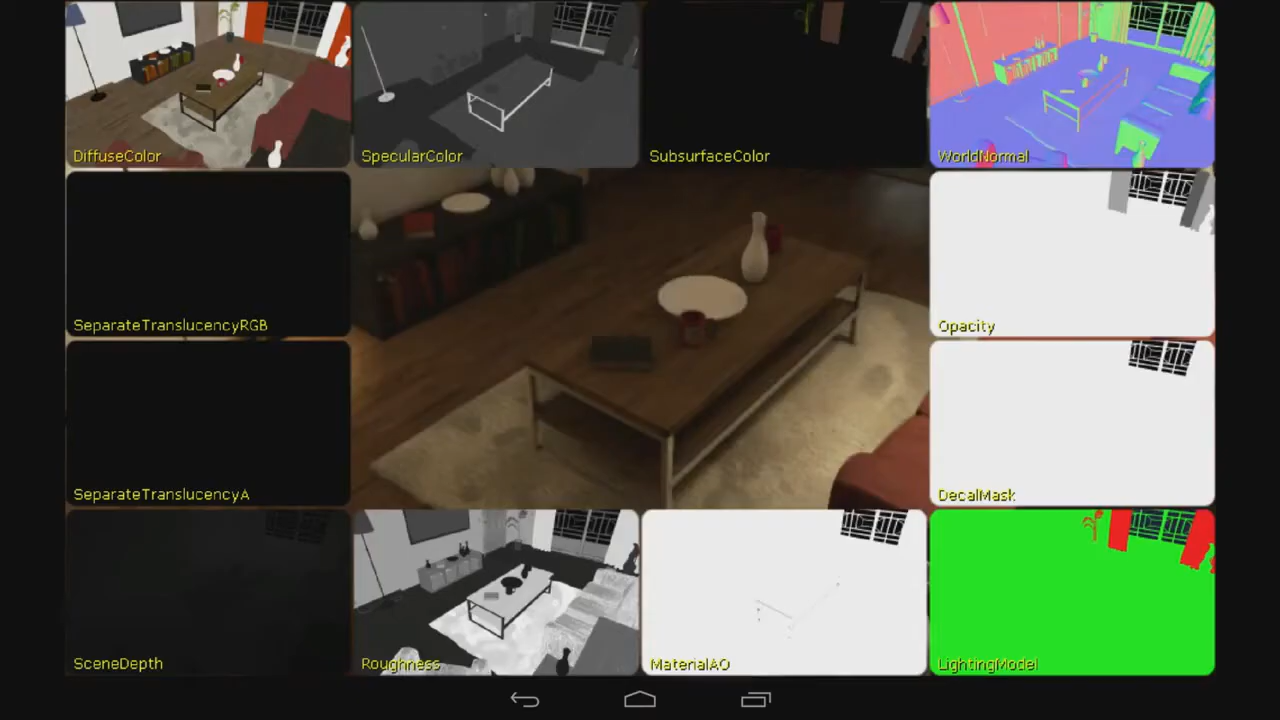 DiffuseColor
SpecularColor
SubsurfaceColor
WorldNormal
SeparateTranslucencyRGB
Opacity
SeparateTranslucencyA
DecalMask
SceneDepth
Roughness
MaterialAO
LightingModel